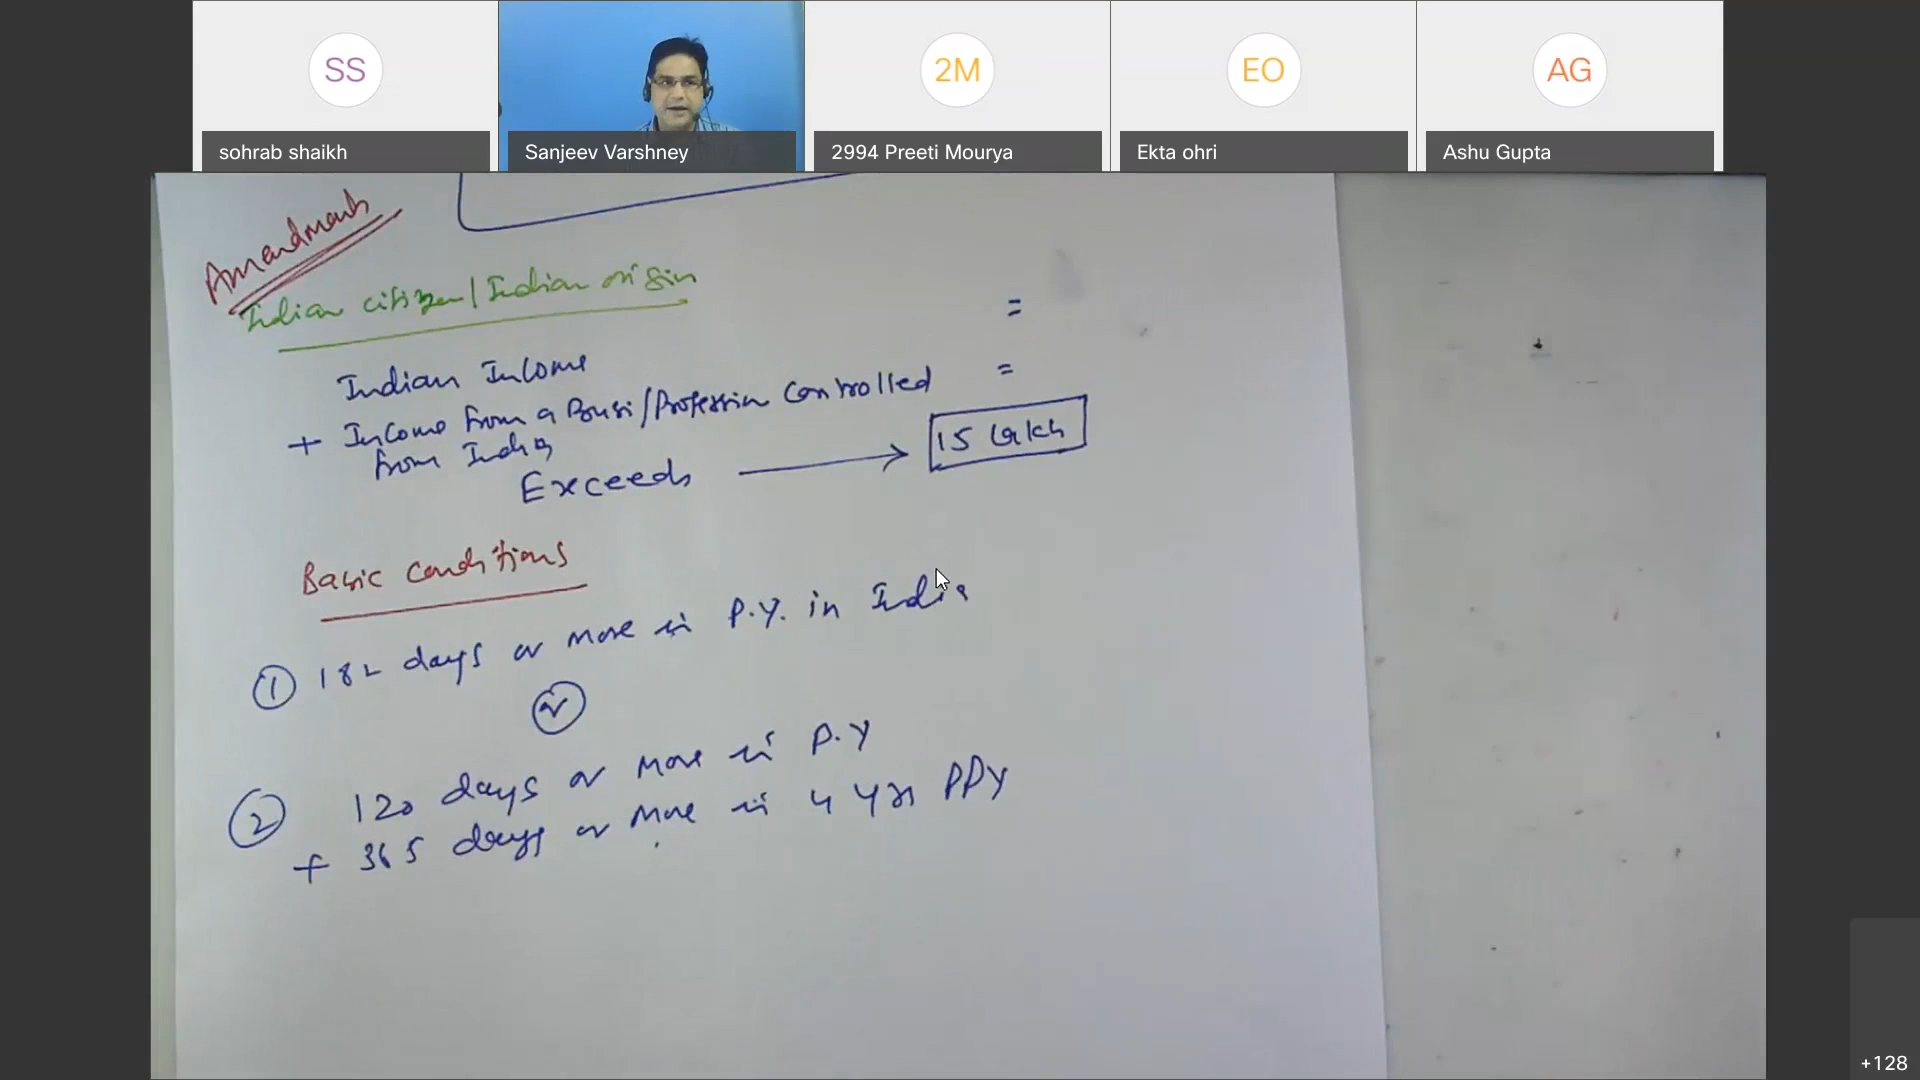 SS
2M
EO
AG
sohrab shaikh
Sanjeev Varshney
2994 Preeti Mourya
Ekta ohri
Ashu Gupta
Amendments
Indian citizen/Indian origin
=
Indian Income
=
+ Income from a Busi/Profession Controlled
from India
Exceeds → 15 Lakh
Basic conditions
① 182 days or more in P.Y. in India
or
② 120 days or more in P.Y
+ 365 days or more in 4 yrs PPY
+128